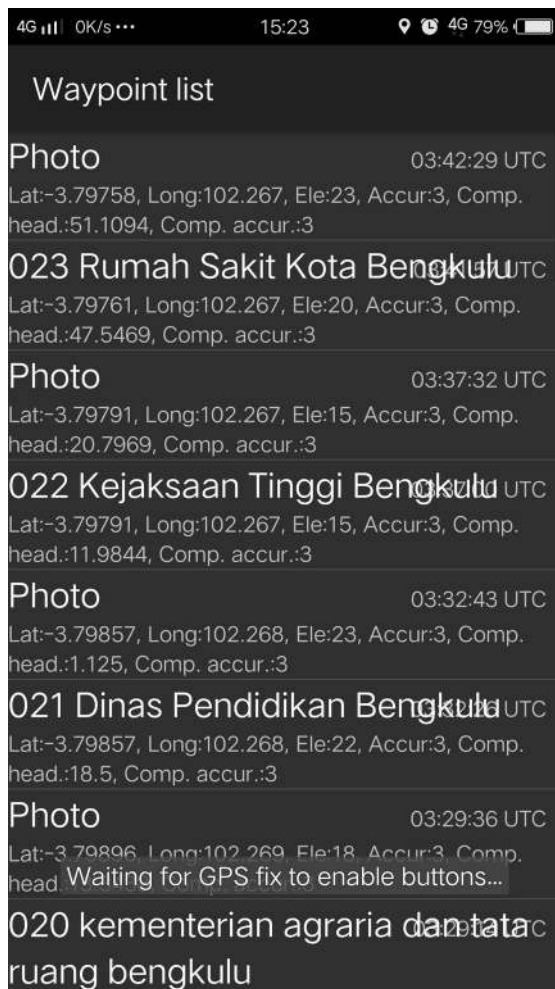 4G 0K/s ••• 15:23 4G 79%
Waypoint list
Photo 03:42:29 UTC
Lat:-3.79758, Long:102.267, Ele:23, Accur:3, Comp.
head.:51.1094, Comp. accur.:3
023 Rumah Sakit Kota Bengkulu UTC
Lat:-3.79761, Long:102.267, Ele:20, Accur:3, Comp.
head.:47.5469, Comp. accur.:3
Photo 03:37:32 UTC
Lat:-3.79791, Long:102.267, Ele:15, Accur:3, Comp.
head.:20.7969, Comp. accur.:3
022 Kejaksaan Tinggi Bengkulu UTC
Lat:-3.79791, Long:102.267, Ele:15, Accur:3, Comp.
head.:11.9844, Comp. accur.:3
Photo 03:32:43 UTC
Lat:-3.79857, Long:102.268, Ele:23, Accur:3, Comp.
head.:1.125, Comp. accur.:3
021 Dinas Pendidikan Bengkulu UTC
Lat:-3.79857, Long:102.268, Ele:22, Accur:3, Comp.
head.:18.5, Comp. accur.:3
Photo 03:29:36 UTC
Lat:-3.79896, Long:102.269, Ele:18, Accur:3, Comp.
head
Waiting for GPS fix to enable buttons...
020 kementerian agraria dan tata
ruang bengkulu